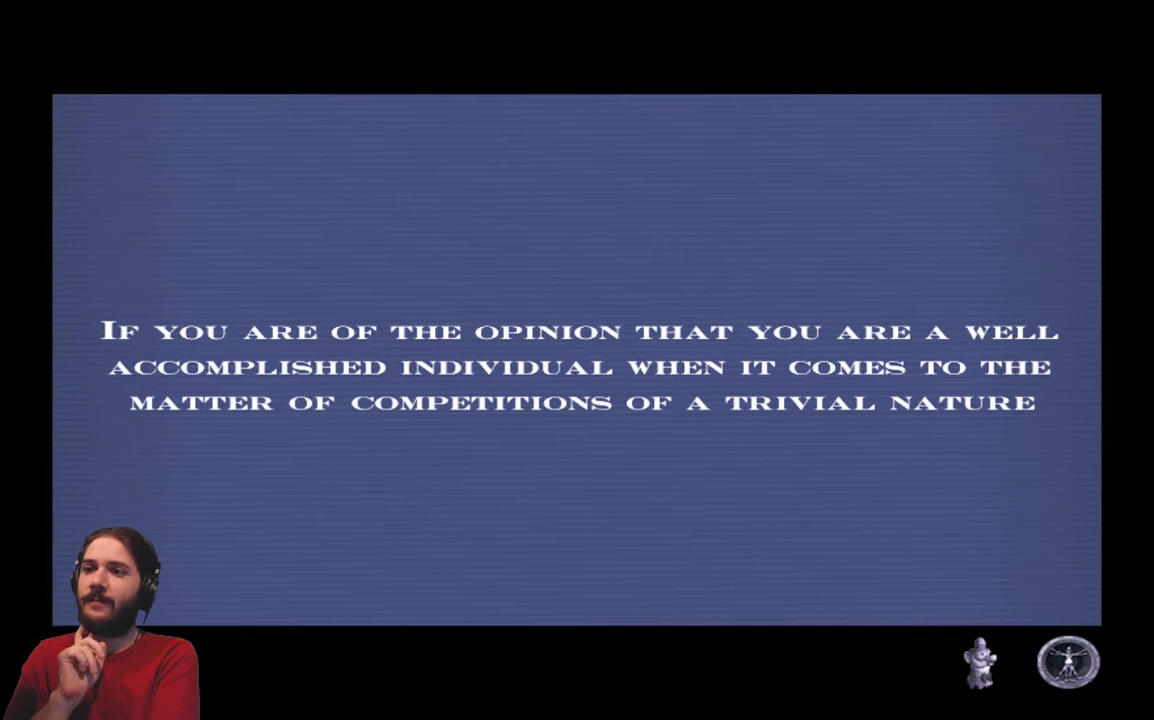 If you are of the opinion that you are a well
accomplished individual when it comes to the
matter of competitions of a trivial nature